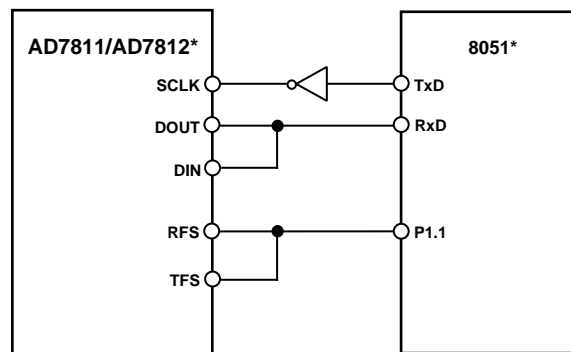 AD7811/AD7812*
8051*
SCLK
TxD
DOUT
RxD
DIN
RFS
P1.1
TFS